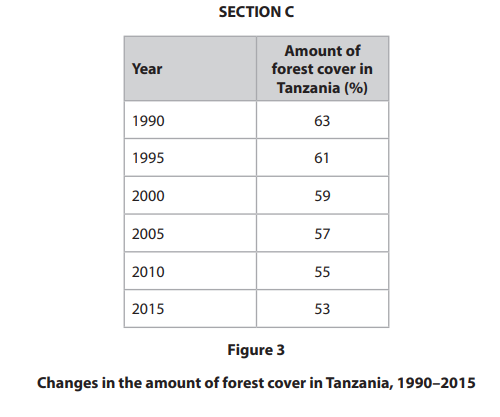 SECTION C
Year
Amount of
forest cover in
Tanzania (%)
1990 63
1995 61
2000 59
2005 57
2010 55
2015 53
Figure 3
Changes in the amount of forest cover in Tanzania, 1990–2015